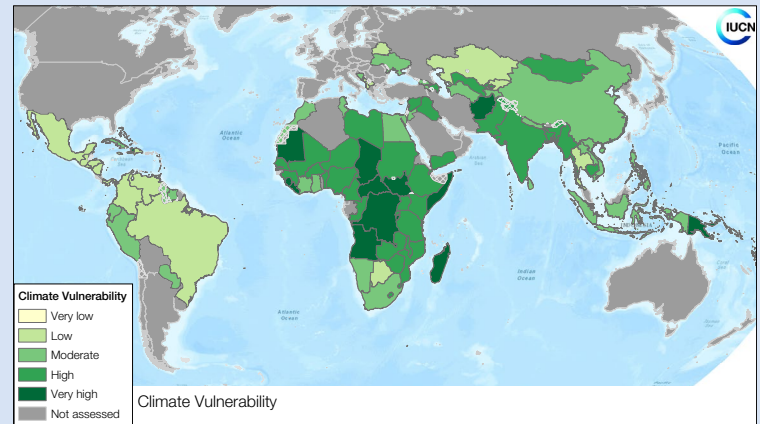 IUCN
Atlantic
Ocean
Pacific
Ocean
Indian
Ocean
Atlantic
Ocean
Climate Vulnerability
Very low
Low
Moderate
High
Very high
Not assessed
Climate Vulnerability